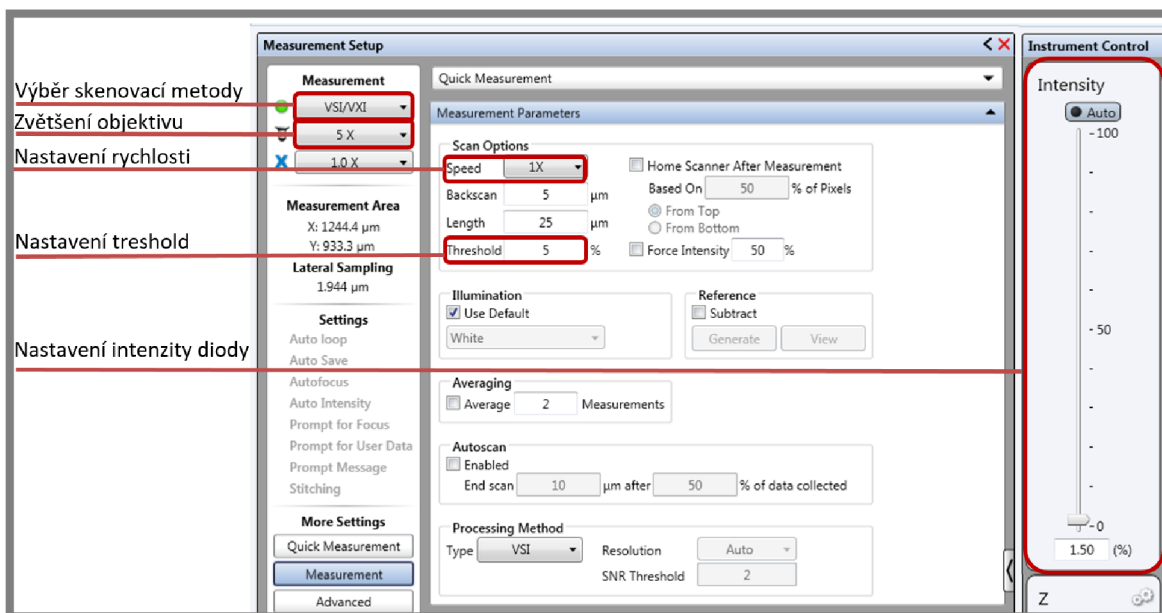 Výběr skenovací metody
Zvětšení objektivu
Nastavení rychlosti
Nastavení treshold
Nastavení intenzity diody
Measurement Setup
Measurement
VSI/VXI
5 X
1.0 X
Measurement Area
X: 1244.4 µm
Y: 933.3 µm
Lateral Sampling
1.944 µm
Settings
Auto loop
Auto Save
Autofocus
Auto Intensity
Prompt for Focus
Prompt for User Data
Prompt Message
Stitching
More Settings
Quick Measurement
Measurement
Advanced
Quick Measurement
Measurement Parameters
Scan Options
Speed 1X
Backscan 5 µm
Length 25 µm
Threshold 5 %
Home Scanner After Measurement
Based On 50 % of Pixels
From Top
From Bottom
Force Intensity 50 %
Illumination
Use Default
White
Reference
Subtract
Generate View
Averaging
Average 2 Measurements
Autoscan
Enabled
End scan 10 µm after 50 % of data collected
Processing Method
Type VSI Resolution Auto
SNR Threshold 2
Instrument Control
Intensity
Auto
- 100
- 50
- 0
1.50 (%)
Z